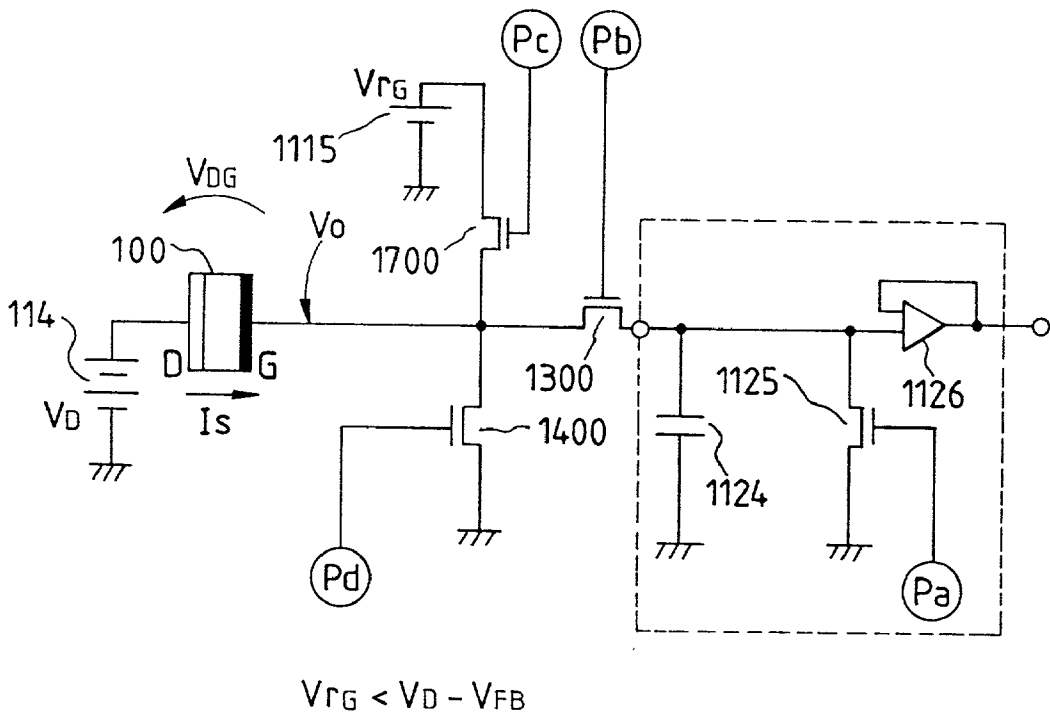 Pc
Pb
VrG
1115
VDG
Vo
1700
100
114
D
G
1300
1125
1126
VD
Is
1400
1124
Pd
Pa
VrG < VD - VFB